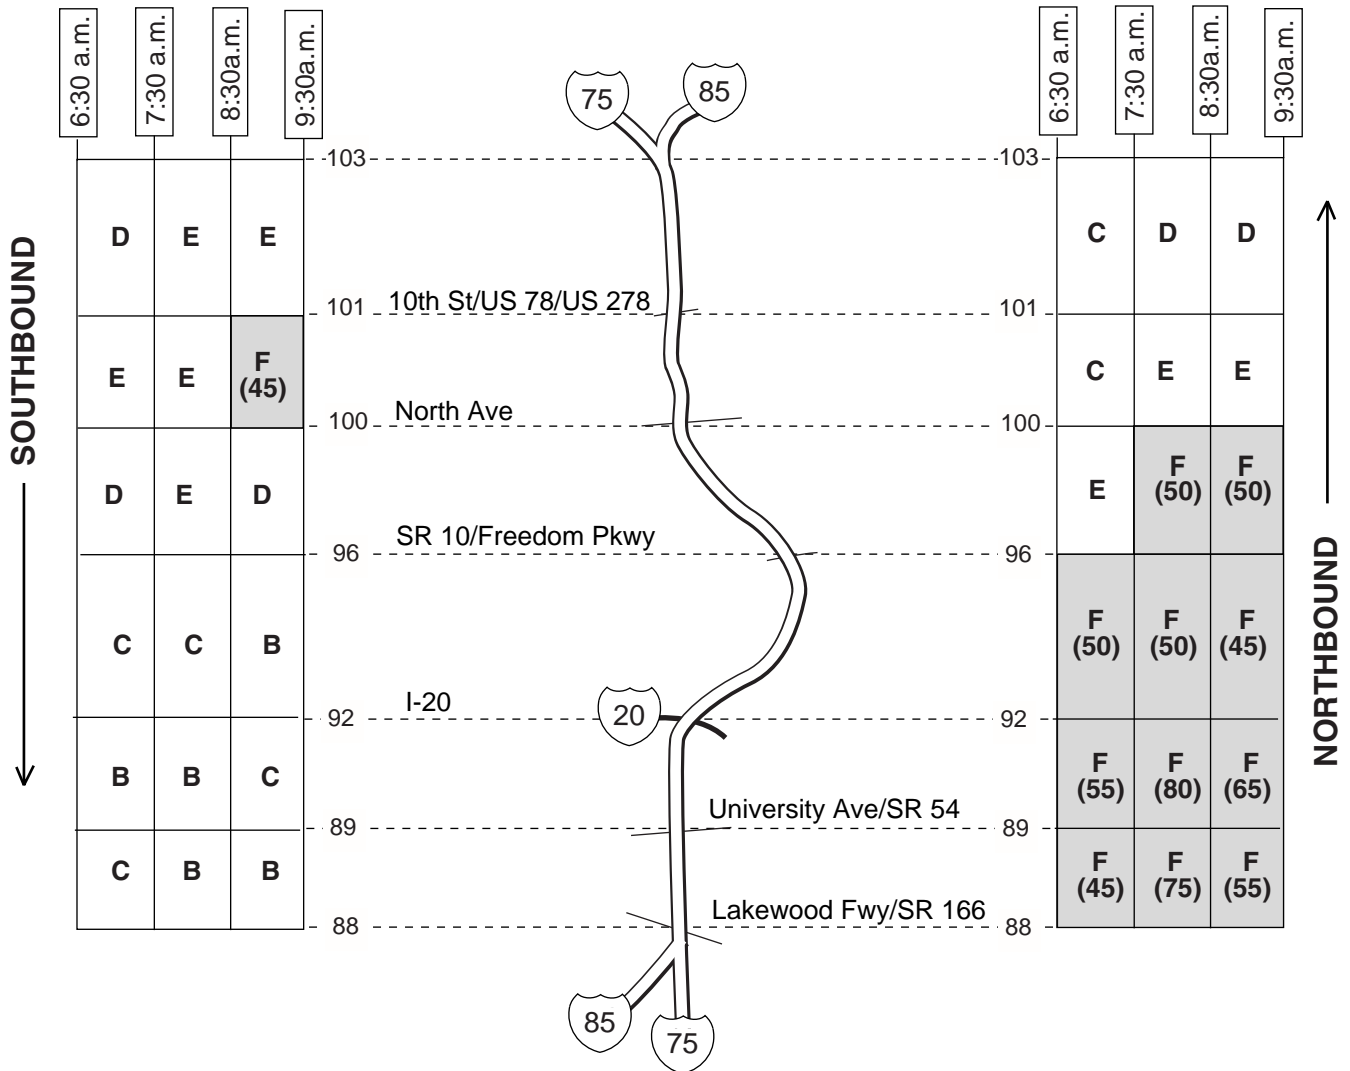 6:30 a.m. 7:30 a.m. 8:30a.m. 9:30a.m.
75 85
6:30 a.m. 7:30 a.m. 8:30a.m. 9:30a.m.
103 103
D E E
C D D
101 10th St/US 78/US 278 101
E E F
(45)
C E E
100 North Ave 100
D E D
E F F
(50) (50)
96 SR 10/Freedom Pkwy 96
C C B
F F F
(50) (50) (45)
92 I-20 20 92
B B C
F F F
(55) (80) (65)
89 University Ave/SR 54 89
C B B
F F F
(45) (75) (55)
88 Lakewood Fwy/SR 166 88
85 75
SOUTHBOUND
NORTHBOUND